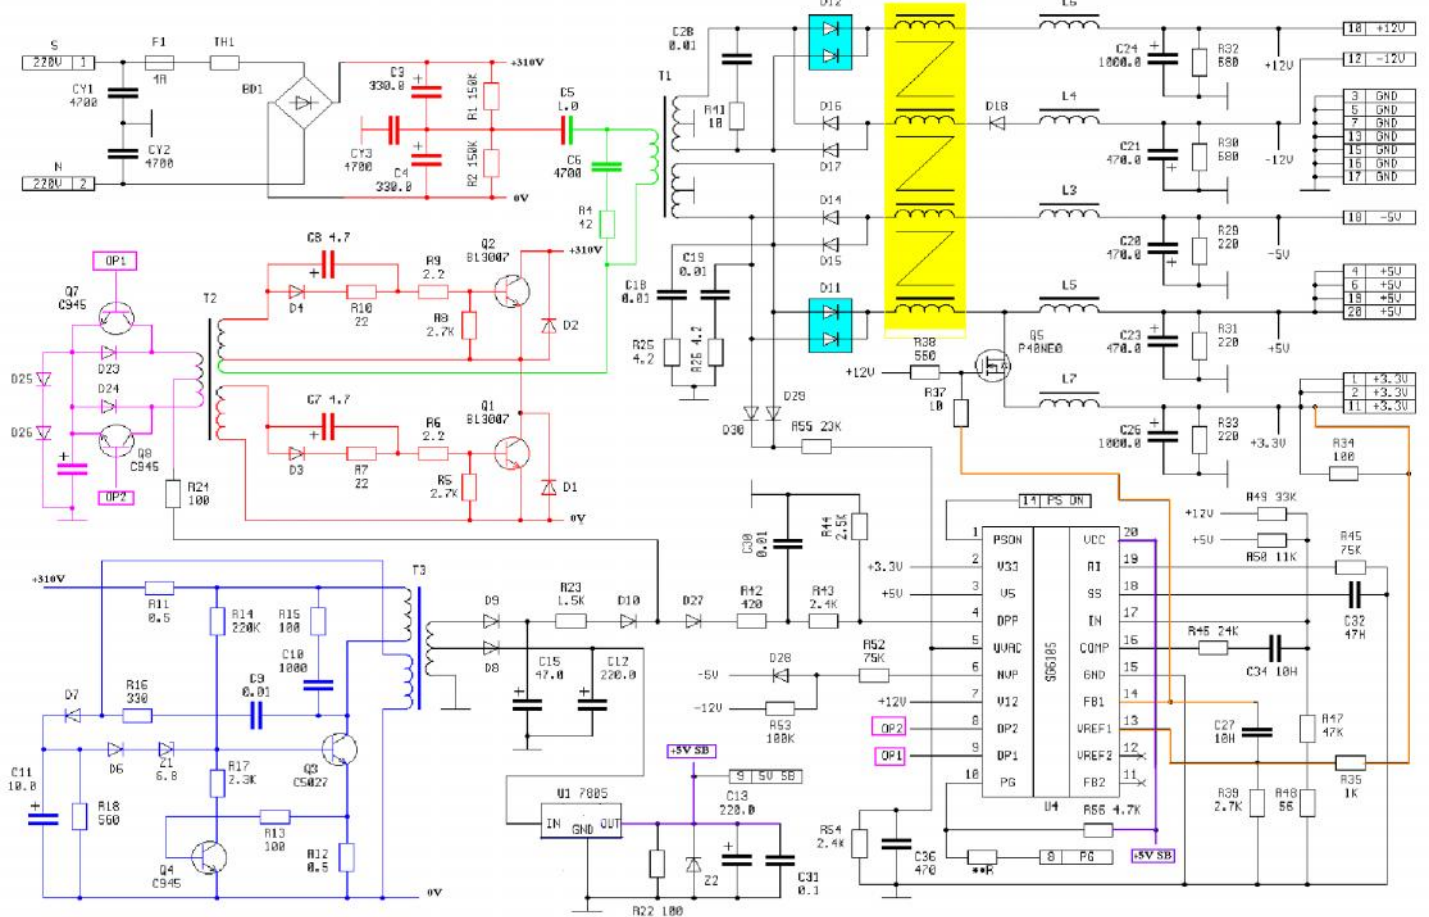 S
220V 1
F1
4A
TH1
CY1
4700
CY2
4700
N
220V 2
BD1
C3
330.0
CY3
4700
C4
330.0
R1 150K
R2 150K
+310V
0V
C5
1.0
C6
4700
R4
42
T1
C28
0.01
R41
10
D12
D16
D17
D14
D15
D11
D18
L6
L4
L3
L5
L7
C24
1000.0
R32
680
+12V
C21
470.0
R30
680
-12V
C20
470.0
R29
220
-5V
C23
470.0
R31
220
+5V
C26
1000.0
R33
220
+3.3V
R34
100
10 +12V
12 -12V
3 GND
5 GND
7 GND
13 GND
15 GND
16 GND
17 GND
18 -5V
4 +5V
6 +5V
19 +5V
20 +5V
1 +3.3V
2 +3.3V
11 +3.3V
OP1
Q7
C945
D23
D24
D25
D26
Q8
C945
OP2
T2
R24
100
C8 4.7
D4
R10
22
R9
2.2
R8
2.7K
Q2
BL3007
+310V
D2
C7 4.7
D3
R7
22
R6
2.2
R5
2.7K
Q1
BL3007
D1
0V
C18
0.01
C19
0.01
R25
4.2
R26 4.2
D30
D29
R55 23K
+12V
R38
560
R37
10
Q5
P40NE0
+310V
R11
0.5
R14
220K
R15
100
C10
1000
D7
R16
330
C9
0.01
D6
Z1
6.8
R17
2.3K
Q3
C5027
C11
10.0
R18
560
R13
100
R12
0.5
Q4
C945
0V
T3
D9
D8
R23
1.5K
D10
D27
R42
420
R43
2.4K
C30
0.01
R44
2.5K
C15
47.0
C12
220.0
-5V
D28
-12V
R53
100K
R52
75K
+3.3V
+5V
+12V
OP2
OP1
+5V SB
9 5V SB
U1 7805
IN GND OUT
R22 100
Z2
C13
220.0
C31
0.1
R54
2.4K
C36
470
14 PS ON
1 PSON
2 V33
3 V5
4 OPP
5 UVAC
6 NVP
7 V12
8 OP2
9 OP1
10 PG
SG6105
U4
VCC 20
RI 19
SS 18
IN 17
COMP 16
GND 15
FB1 14
VREF1 13
VREF2 12
FB2 11
R49 33K
+12V
+5V
R50 11K
R45
75K
C32
47H
R46 24K
C34 10H
C27
10H
R47
47K
R39
2.7K
R48
56
R35
1K
R56 4.7K
+5V SB
**R
8 PG